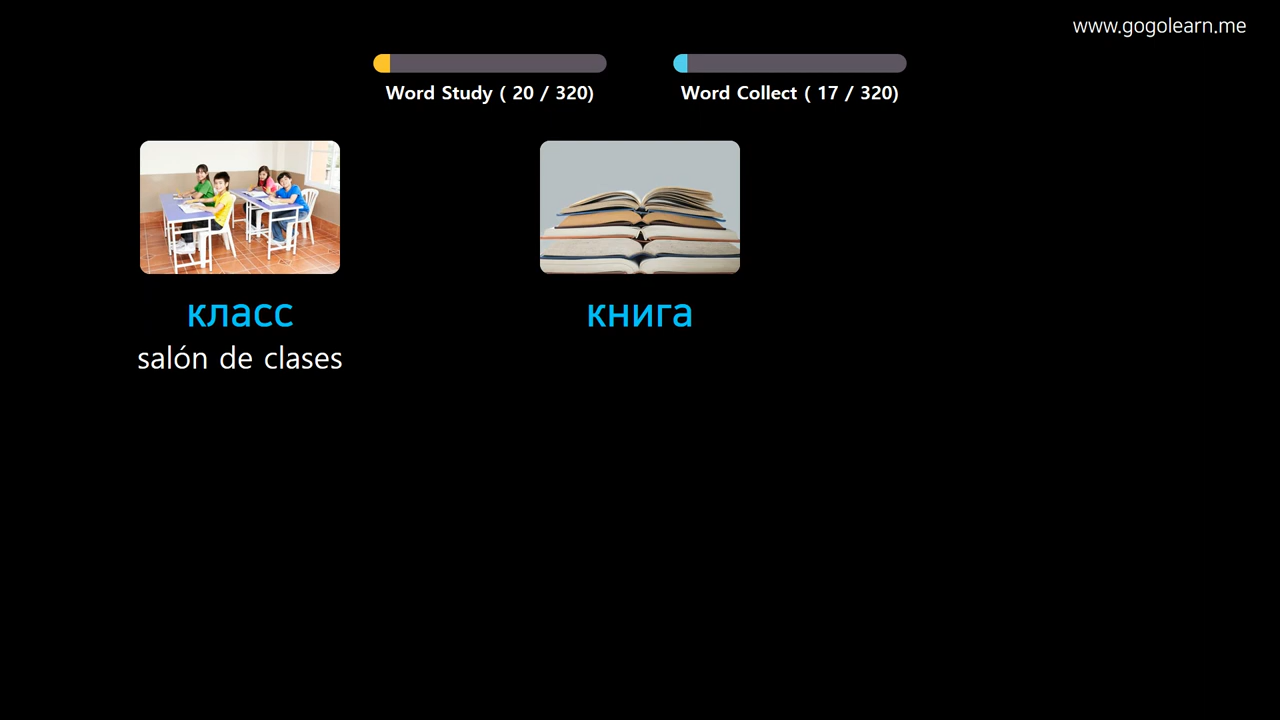 www.gogolearn.me
Word Study ( 20 / 320)
Word Collect ( 17 / 320)
класс
salón de clases
книга